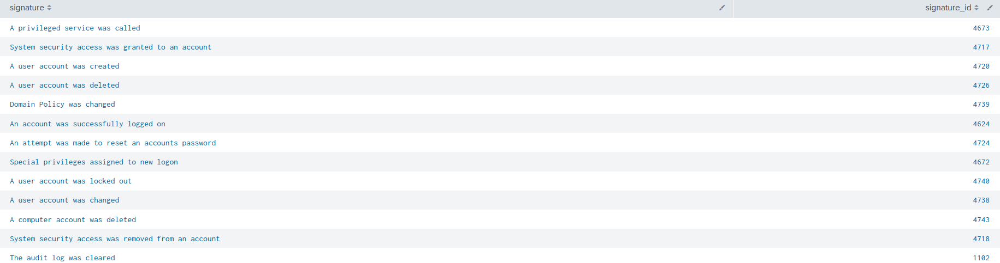 signature signature_id
A privileged service was called 4673
System security access was granted to an account 4717
A user account was created 4720
A user account was deleted 4726
Domain Policy was changed 4739
An account was successfully logged on 4624
An attempt was made to reset an accounts password 4724
Special privileges assigned to new logon 4672
A user account was locked out 4740
A user account was changed 4738
A computer account was deleted 4743
System security access was removed from an account 4718
The audit log was cleared 1102